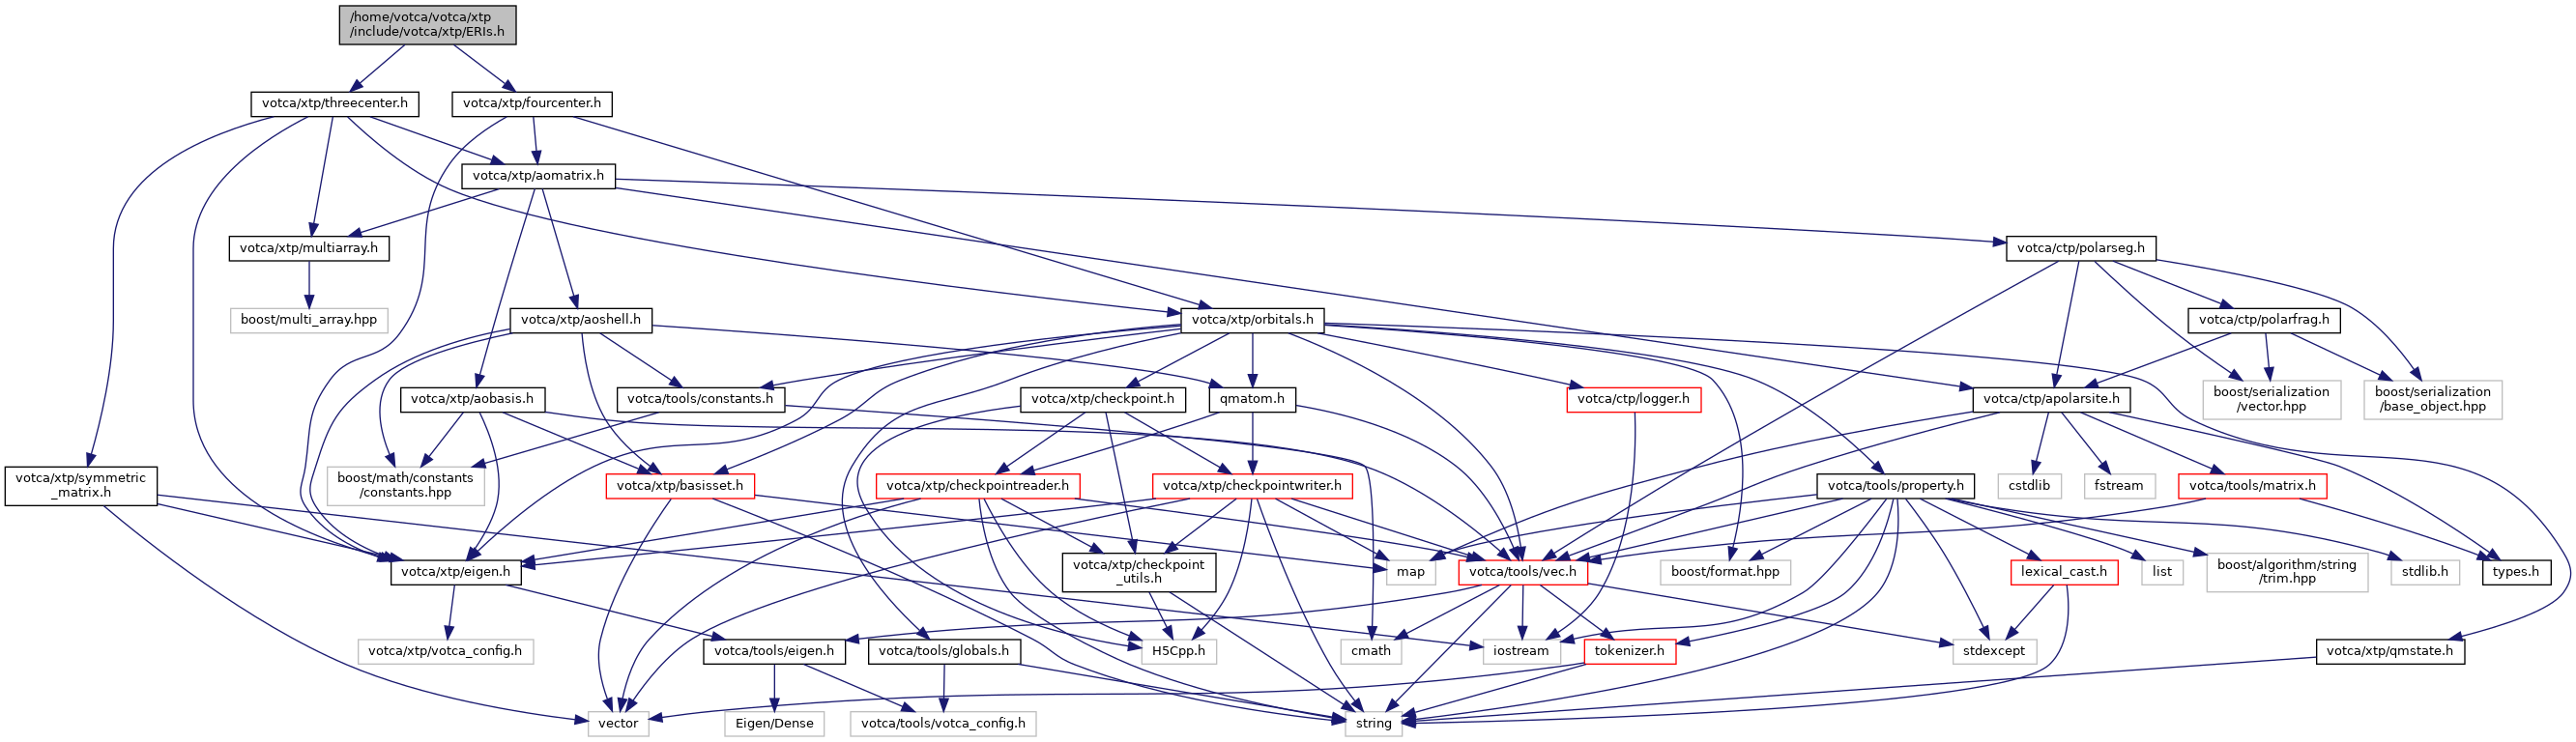 /home/votca/votca/xtp
/include/votca/xtp/ERIs.h
votca/xtp/threecenter.h
votca/xtp/fourcenter.h
votca/xtp/aomatrix.h
votca/xtp/multiarray.h
votca/ctp/polarseg.h
boost/multi_array.hpp
votca/xtp/aoshell.h
votca/xtp/orbitals.h
votca/ctp/polarfrag.h
votca/xtp/aobasis.h
votca/tools/constants.h
votca/xtp/checkpoint.h
qmatom.h
votca/ctp/logger.h
votca/ctp/apolarsite.h
boost/serialization
/vector.hpp
boost/serialization
/base_object.hpp
votca/xtp/symmetric
_matrix.h
boost/math/constants
/constants.hpp
votca/xtp/basisset.h
votca/xtp/checkpointreader.h
votca/xtp/checkpointwriter.h
votca/tools/property.h
cstdlib
fstream
votca/tools/matrix.h
votca/xtp/eigen.h
votca/xtp/checkpoint
_utils.h
map
votca/tools/vec.h
boost/format.hpp
lexical_cast.h
list
boost/algorithm/string
/trim.hpp
stdlib.h
types.h
votca/xtp/votca_config.h
votca/tools/eigen.h
votca/tools/globals.h
H5Cpp.h
cmath
iostream
tokenizer.h
stdexcept
votca/xtp/qmstate.h
vector
Eigen/Dense
votca/tools/votca_config.h
string